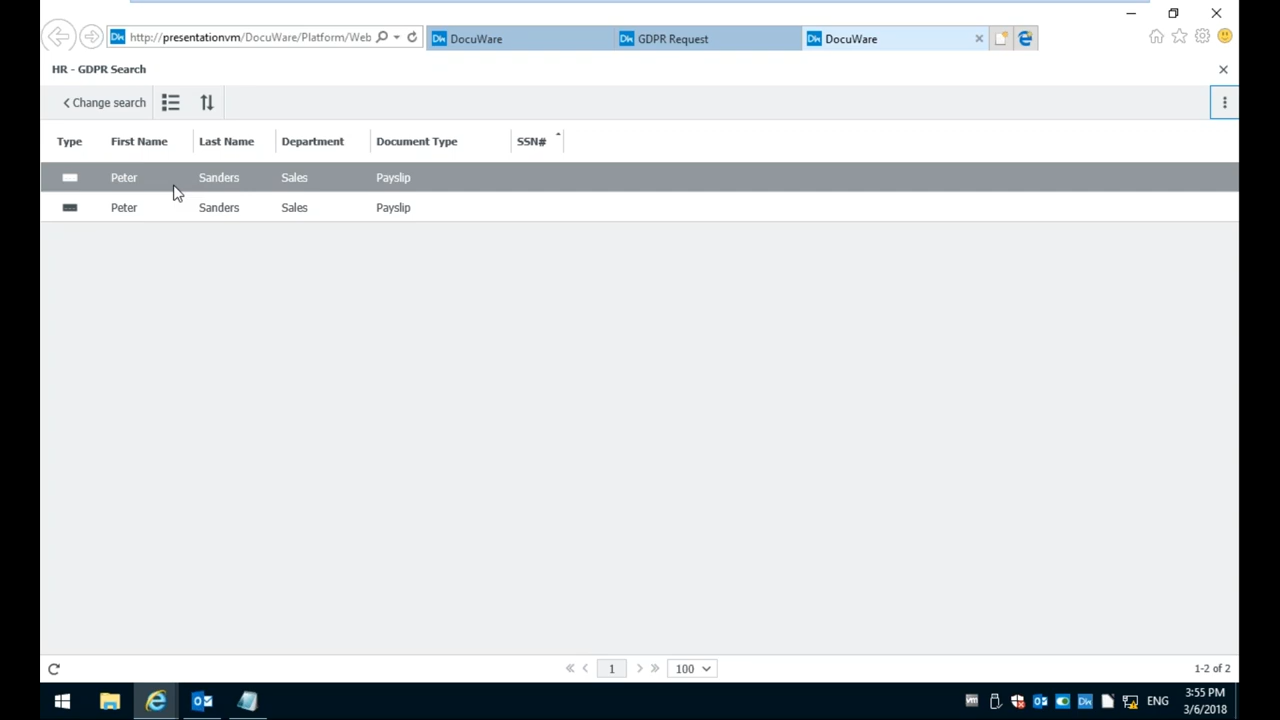 http://presentationvm/DocuWare/Platform/Web
DocuWare
GDPR Request
DocuWare
HR - GDPR Search
Change search
Type First Name Last Name Department Document Type SSN#
Peter Sanders Sales Payslip
Peter Sanders Sales Payslip
1 100
1-2 of 2
ENG
3:55 PM
3/6/2018